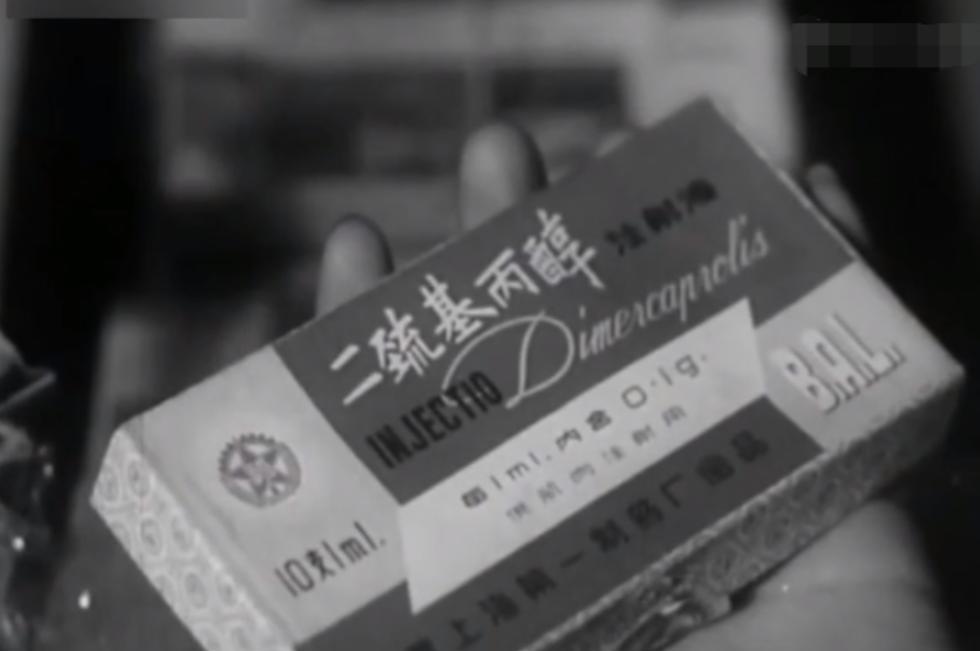 二巯基丙醇 注射液
INJECTIO Dimercaprolis
每1ml.内含0.1g.
供肌肉注射用
上海第一制药厂出品
10支1ml.
B.A.L.